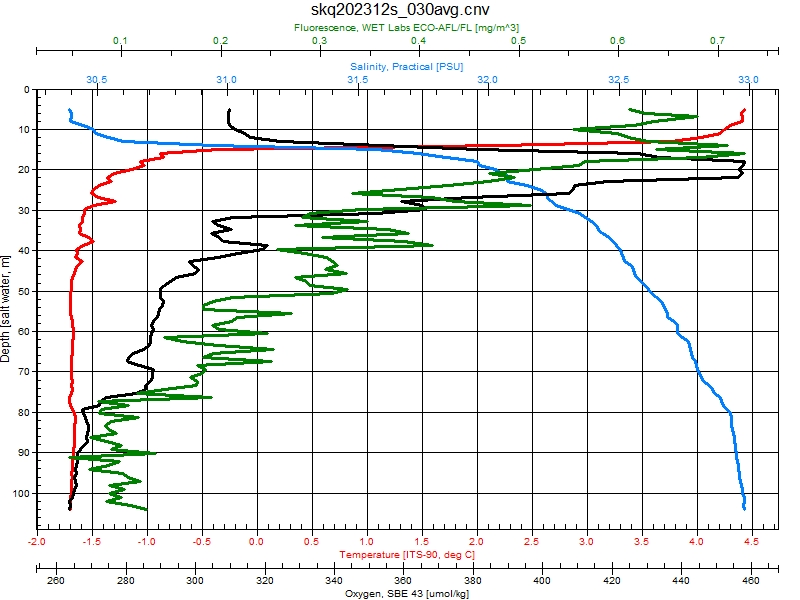 skq202312s_030avg.cnv
Fluorescence, WET Labs ECO-AFL/FL [mg/m^3]
0.1 0.2 0.3 0.4 0.5 0.6 0.7
Salinity, Practical [PSU]
30.5 31.0 31.5 32.0 32.5 33.0
0
10
20
30
40
50
60
70
80
90
100
Depth [salt water, m]
-2.0 -1.5 -1.0 -0.5 0.0 0.5 1.0 1.5 2.0 2.5 3.0 3.5 4.0 4.5
Temperature [ITS-90, deg C]
260 280 300 320 340 360 380 400 420 440 460
Oxygen, SBE 43 [umol/kg]